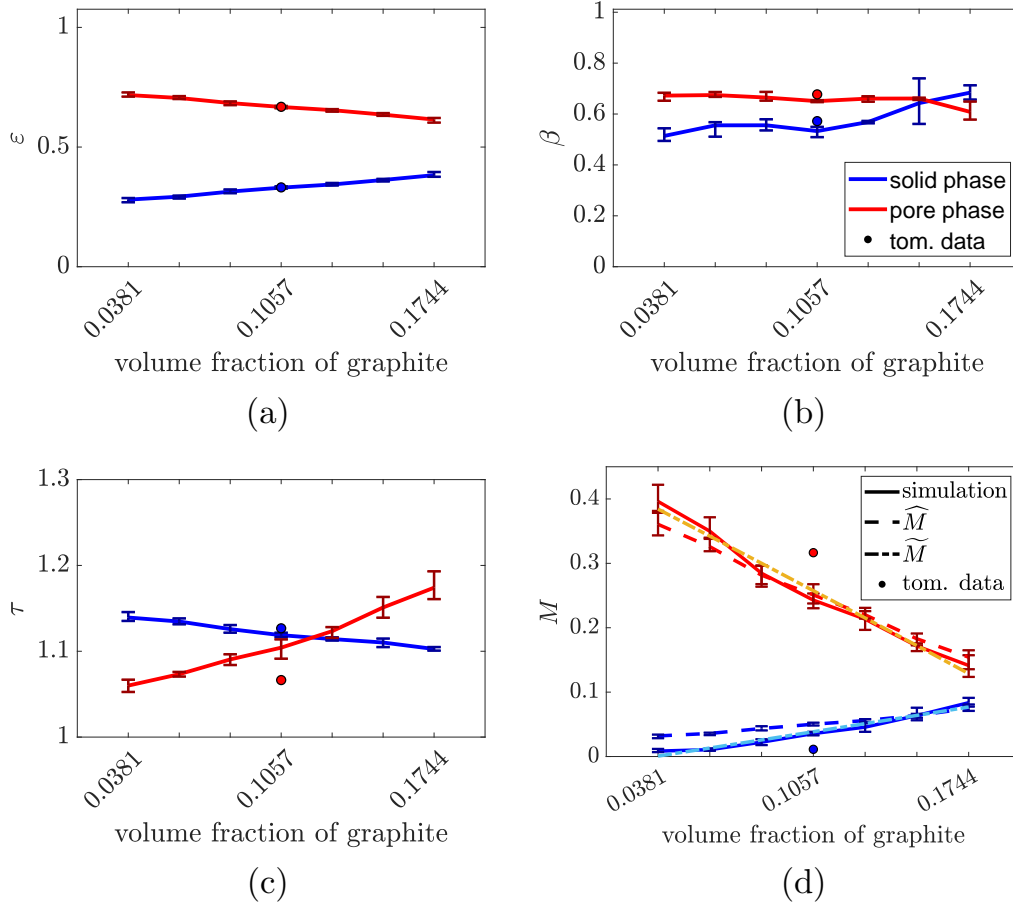 1
0.5
0
ε
0.0381
0.1057
0.1744
volume fraction of graphite
(a)
1
0.8
0.6
0.4
0.2
0
β
solid phase
pore phase
tom. data
0.0381
0.1057
0.1744
volume fraction of graphite
(b)
1.3
1.2
1.1
1
τ
0.0381
0.1057
0.1744
volume fraction of graphite
(c)
0.4
0.3
0.2
0.1
0
M
simulation
M̂
M̃
tom. data
0.0381
0.1057
0.1744
volume fraction of graphite
(d)